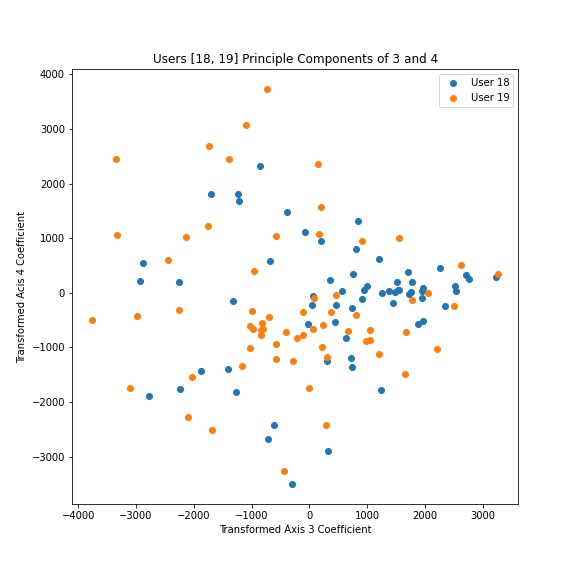 Users [18, 19] Principle Components of 3 and 4
User 18
User 19
Transformed Acis 4 Coefficient
4000
3000
2000
1000
0
−1000
−2000
−3000
−4000 −3000 −2000 −1000 0 1000 2000 3000
Transformed Axis 3 Coefficient